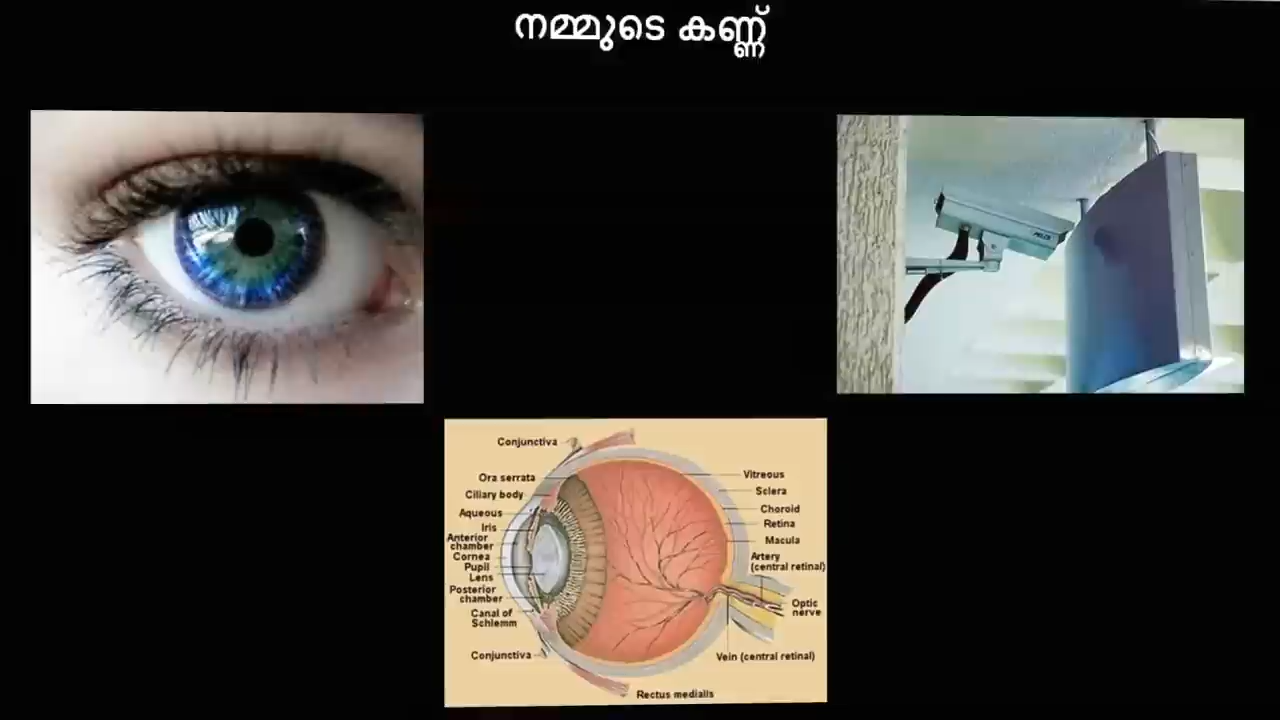 നമ്മുടെ കണ്ണ്
Conjunctiva
Ora serrata
Ciliary body
Aqueous
Iris
Anterior
chamber
Cornea
Pupil
Lens
Posterior
chamber
Canal of
Schlemm
Conjunctiva
Vitreous
Sclera
Choroid
Retina
Macula
Artery
(central retinal)
Optic
nerve
Vein (central retinal)
Rectus medialis